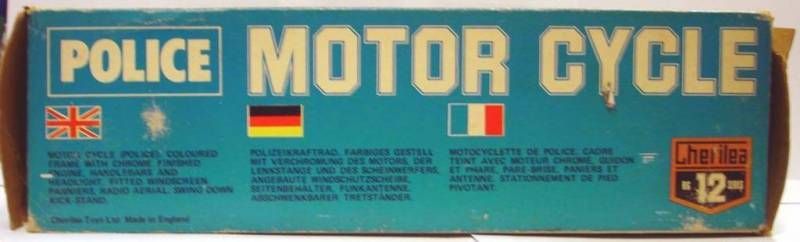 POLICE
MOTOR CYCLE
MOTOR CYCLE (POLICE). COLOURED
FRAME WITH CHROME FINISHED
ENGINE, HANDLEBARS AND
HEADLIGHT. FITTED WINDSCREEN
PANNIERS, RADIO AERIAL. SWING DOWN
KICK-STAND.
Cherilea Toys Ltd Made in England
POLIZEIKRAFTRAD. FARBIGES GESTELL
MIT VERCHROMUNG DES MOTORS, DER
LENKSTANGE UND DES SCHEINWERFERS,
ANGEBAUTE WINDSCHUTZSCHEIBE,
SEITENBEHÄLTER, FUNKANTENNE.
ABSCHWENKBARER TRETSTÄNDER.
MOTOCYCLETTE DE POLICE. CADRE
TEINT AVEC MOTEUR CHROME, GUIDON
ET PHARE, PARE-BRISE, PANIERS ET
ANTENNE, STATIONNEMENT DE PIED
PIVOTANT.
Cherilea
12